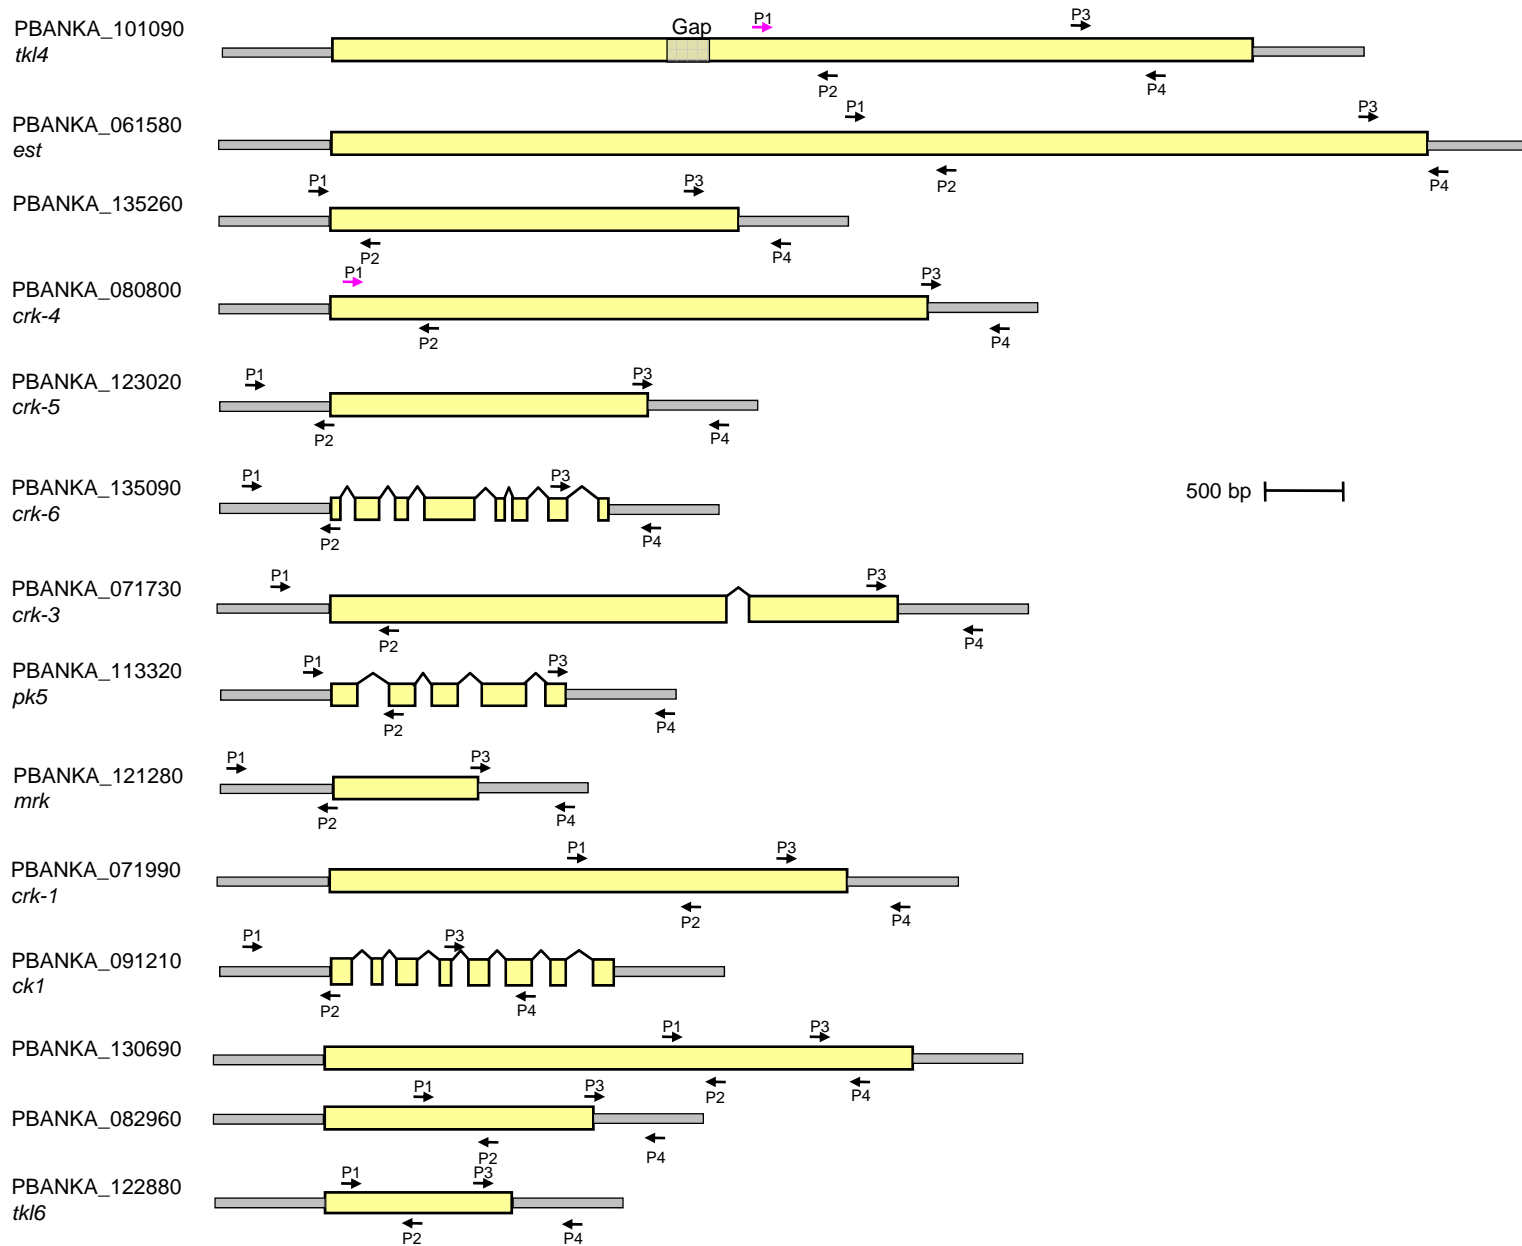 PBANKA_101090
tkl4
Gap
P1
P3
P2
P4
PBANKA_061580
est
P1
P3
P2
P4
PBANKA_135260
P1
P3
P2
P4
PBANKA_080800
crk-4
P1
P3
P2
P4
PBANKA_123020
crk-5
P1
P3
P2
P4
PBANKA_135090
crk-6
P1
P3
P2
P4
500 bp
PBANKA_071730
crk-3
P1
P3
P2
P4
PBANKA_113320
pk5
P1
P3
P2
P4
PBANKA_121280
mrk
P1
P3
P2
P4
PBANKA_071990
crk-1
P1
P3
P2
P4
PBANKA_091210
ck1
P1
P3
P2
P4
PBANKA_130690
P1
P3
P2
P4
PBANKA_082960
P1
P3
P2
P4
PBANKA_122880
tkl6
P1
P3
P2
P4